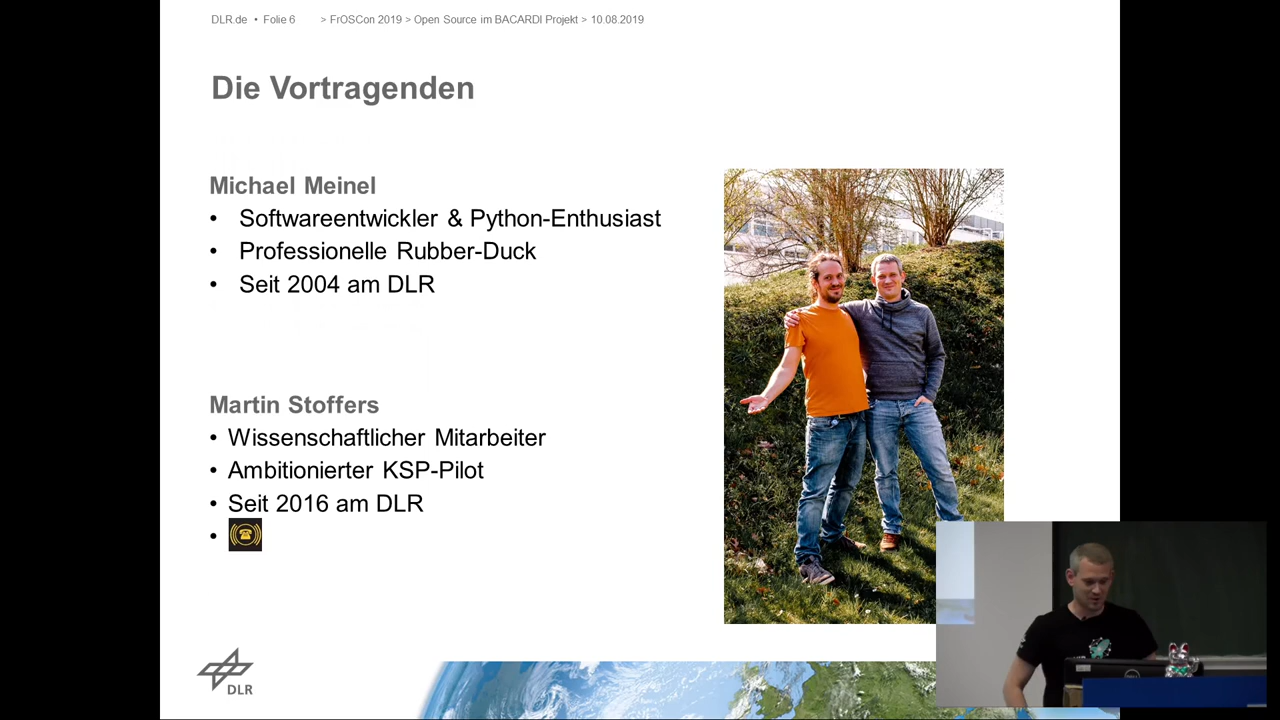 DLR.de • Folie 6 > FrOSCon 2019 > Open Source im BACARDI Projekt > 10.08.2019
Die Vortragenden
Michael Meinel
• Softwareentwickler & Python-Enthusiast
• Professionelle Rubber-Duck
• Seit 2004 am DLR
Martin Stoffers
• Wissenschaftlicher Mitarbeiter
• Ambitionierter KSP-Pilot
• Seit 2016 am DLR
•
DLR